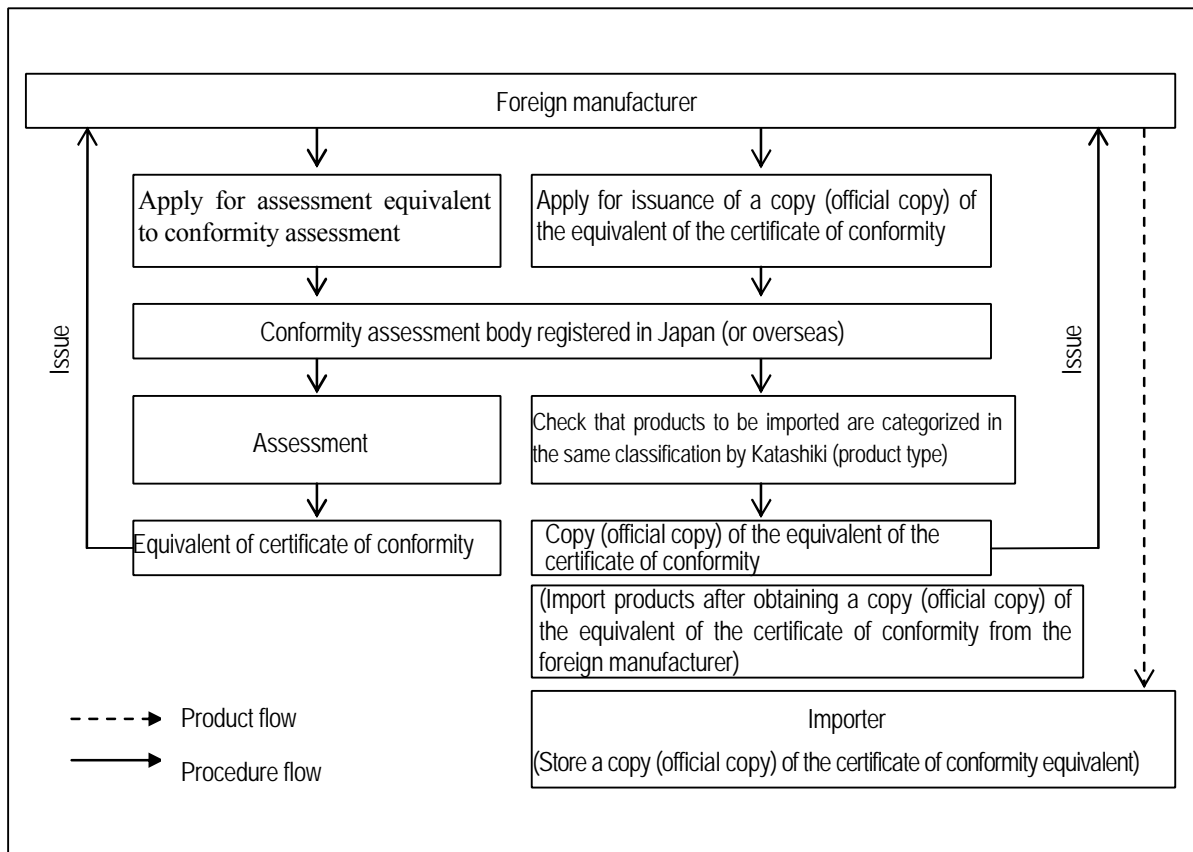 Foreign manufacturer
Apply for assessment equivalent
to conformity assessment
Apply for issuance of a copy (official copy) of
the equivalent of the certificate of conformity
Issue
Conformity assessment body registered in Japan (or overseas)
Issue
Assessment
Check that products to be imported are categorized in
the same classification by Katashiki (product type)
Equivalent of certificate of conformity
Copy (official copy) of the equivalent of the
certificate of conformity
(Import products after obtaining a copy (official copy) of
the equivalent of the certificate of conformity from the
foreign manufacturer)
Product flow
Procedure flow
Importer
(Store a copy (official copy) of the certificate of conformity equivalent)